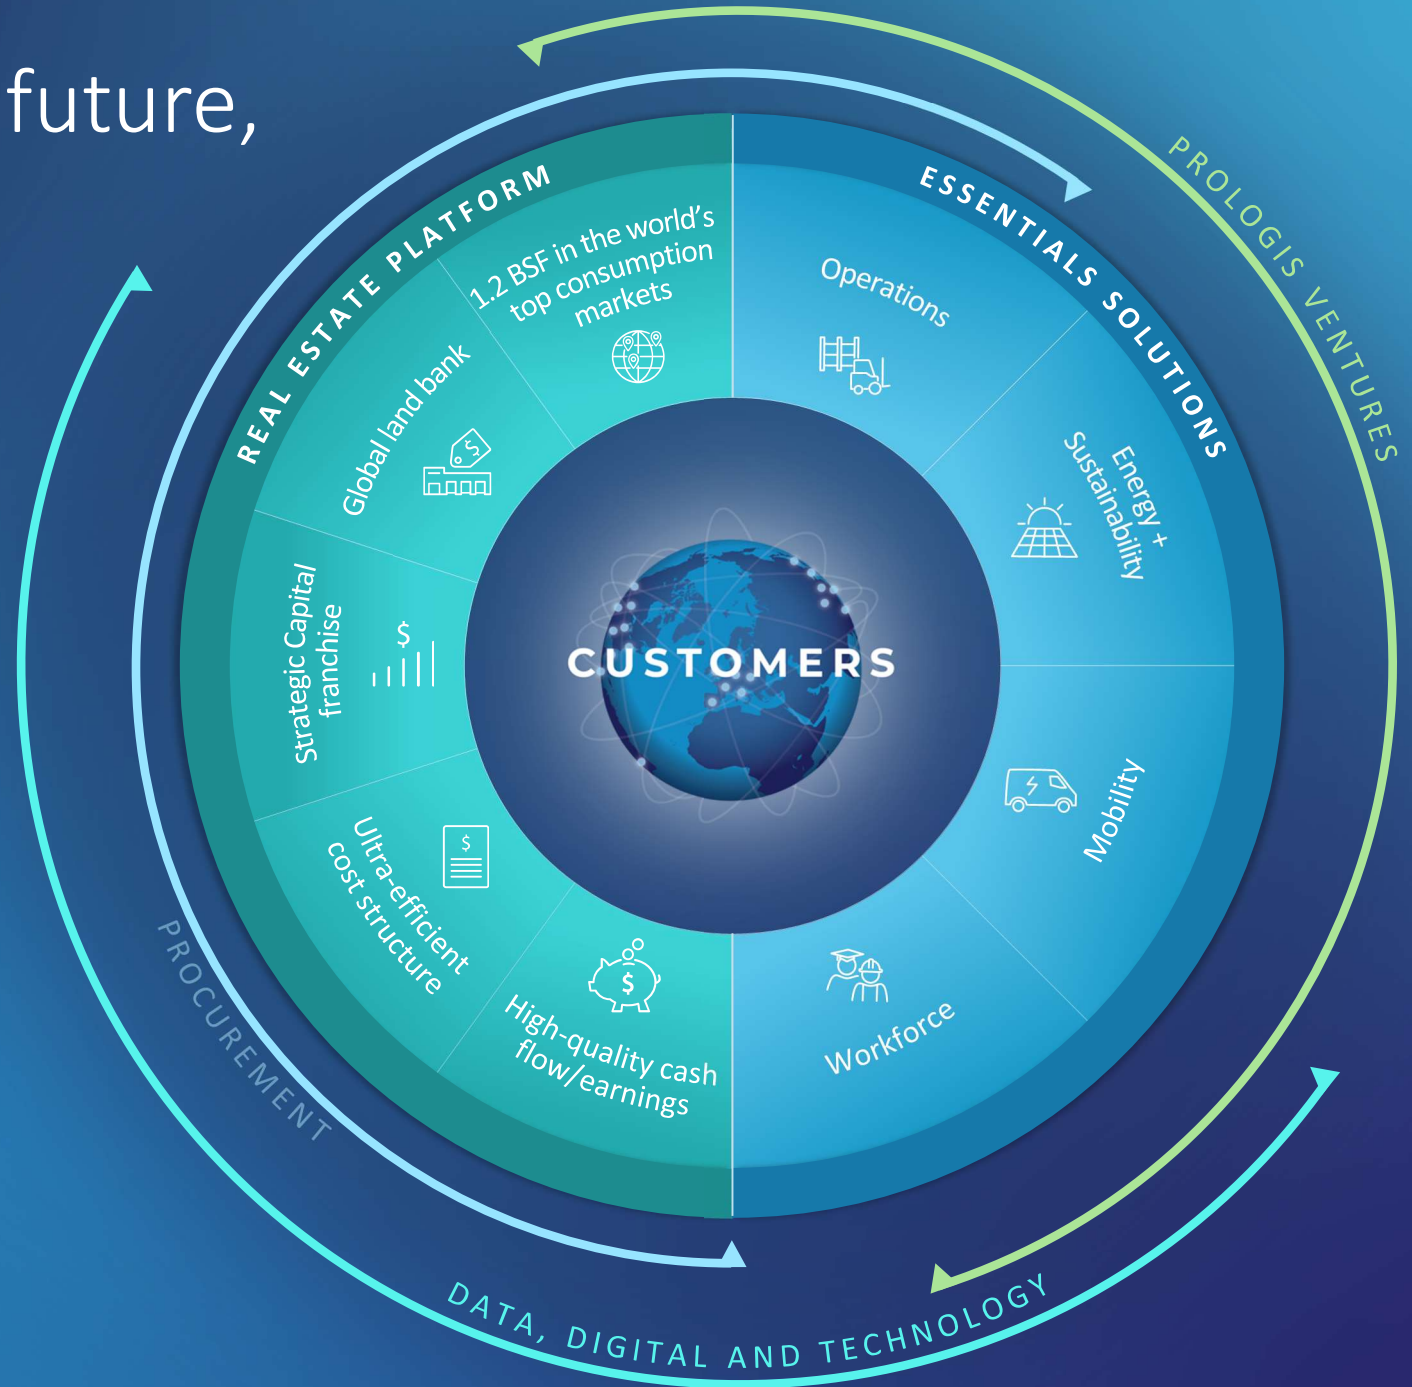 future,
REAL ESTATE PLATFORM
1.2 BSF in the world's
top consumption
markets
Global land bank
$
Strategic Capital
franchise
$
Ultra-efficient
cost structure
$
High-quality cash
flow/earnings
$
ESSENTIALS SOLUTIONS
Operations
Energy +
Sustainability
Mobility
Workforce
CUSTOMERS
PROLOGIS VENTURES
PROCUREMENT
DATA, DIGITAL AND TECHNOLOGY